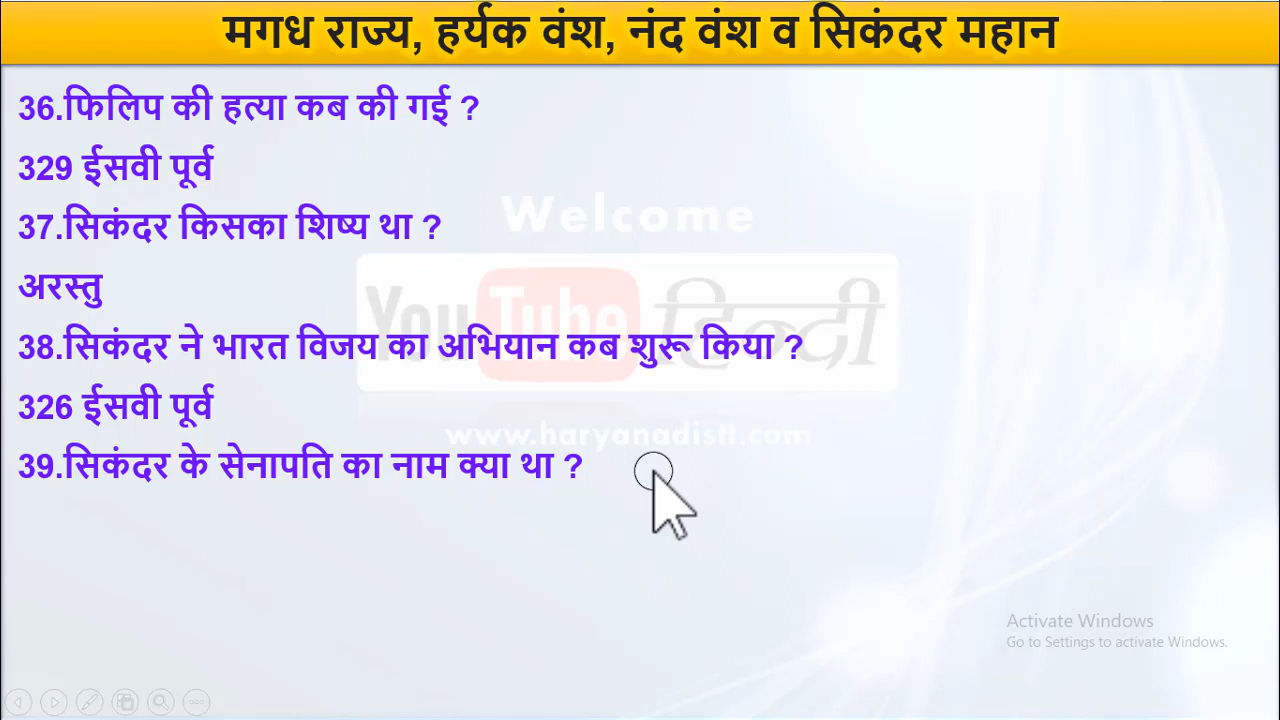 मगध राज्य, हर्यक वंश, नंद वंश व सिकंदर महान
36.फिलिप की हत्या कब की गई ?
329 ईसवी पूर्व
Welcome
37.सिकंदर किसका शिष्य था ?
अरस्तु
YouTube हिन्दी
38.सिकंदर ने भारत विजय का अभियान कब शुरू किया ?
326 ईसवी पूर्व
www.haryanadistt.com
39.सिकंदर के सेनापति का नाम क्या था ?
Activate Windows
Go to Settings to activate Windows.